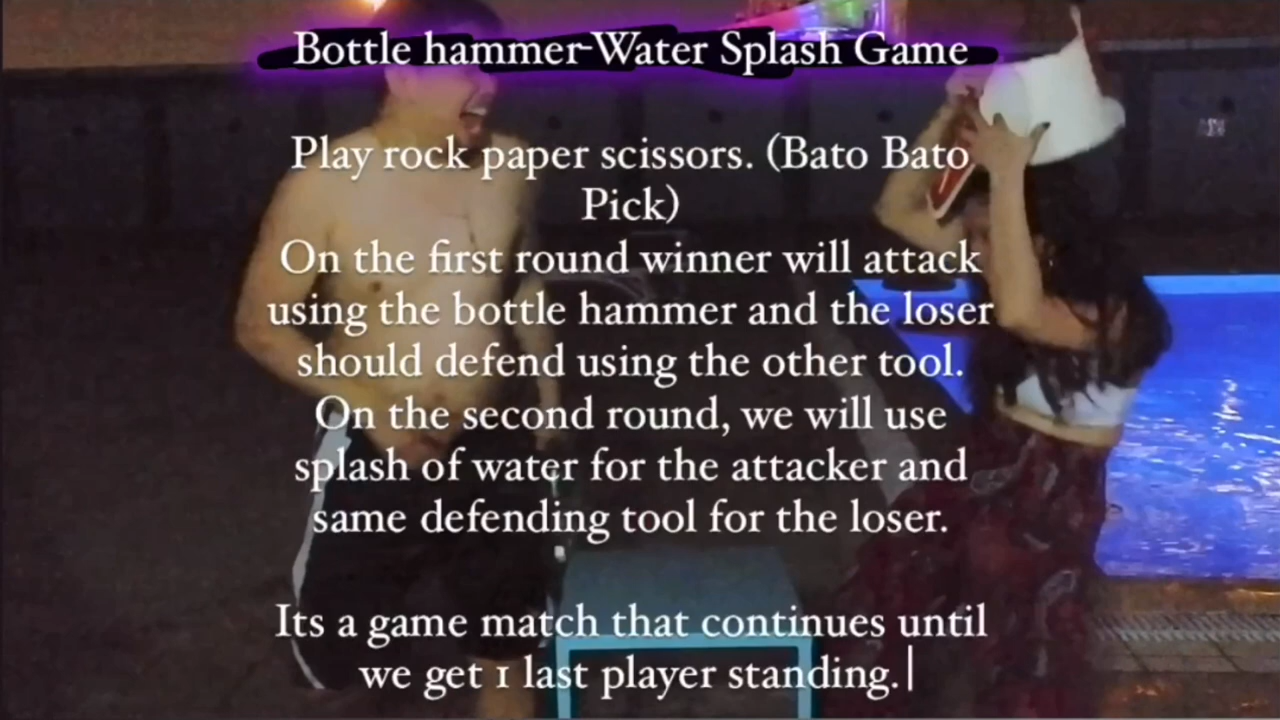 Bottle hammer-Water Splash Game
Play rock paper scissors. (Bato Bato
Pick)
On the first round winner will attack
using the bottle hammer and the loser
should defend using the other tool.
On the second round, we will use
splash of water for the attacker and
same defending tool for the loser.
Its a game match that continues until
we get 1 last player standing.